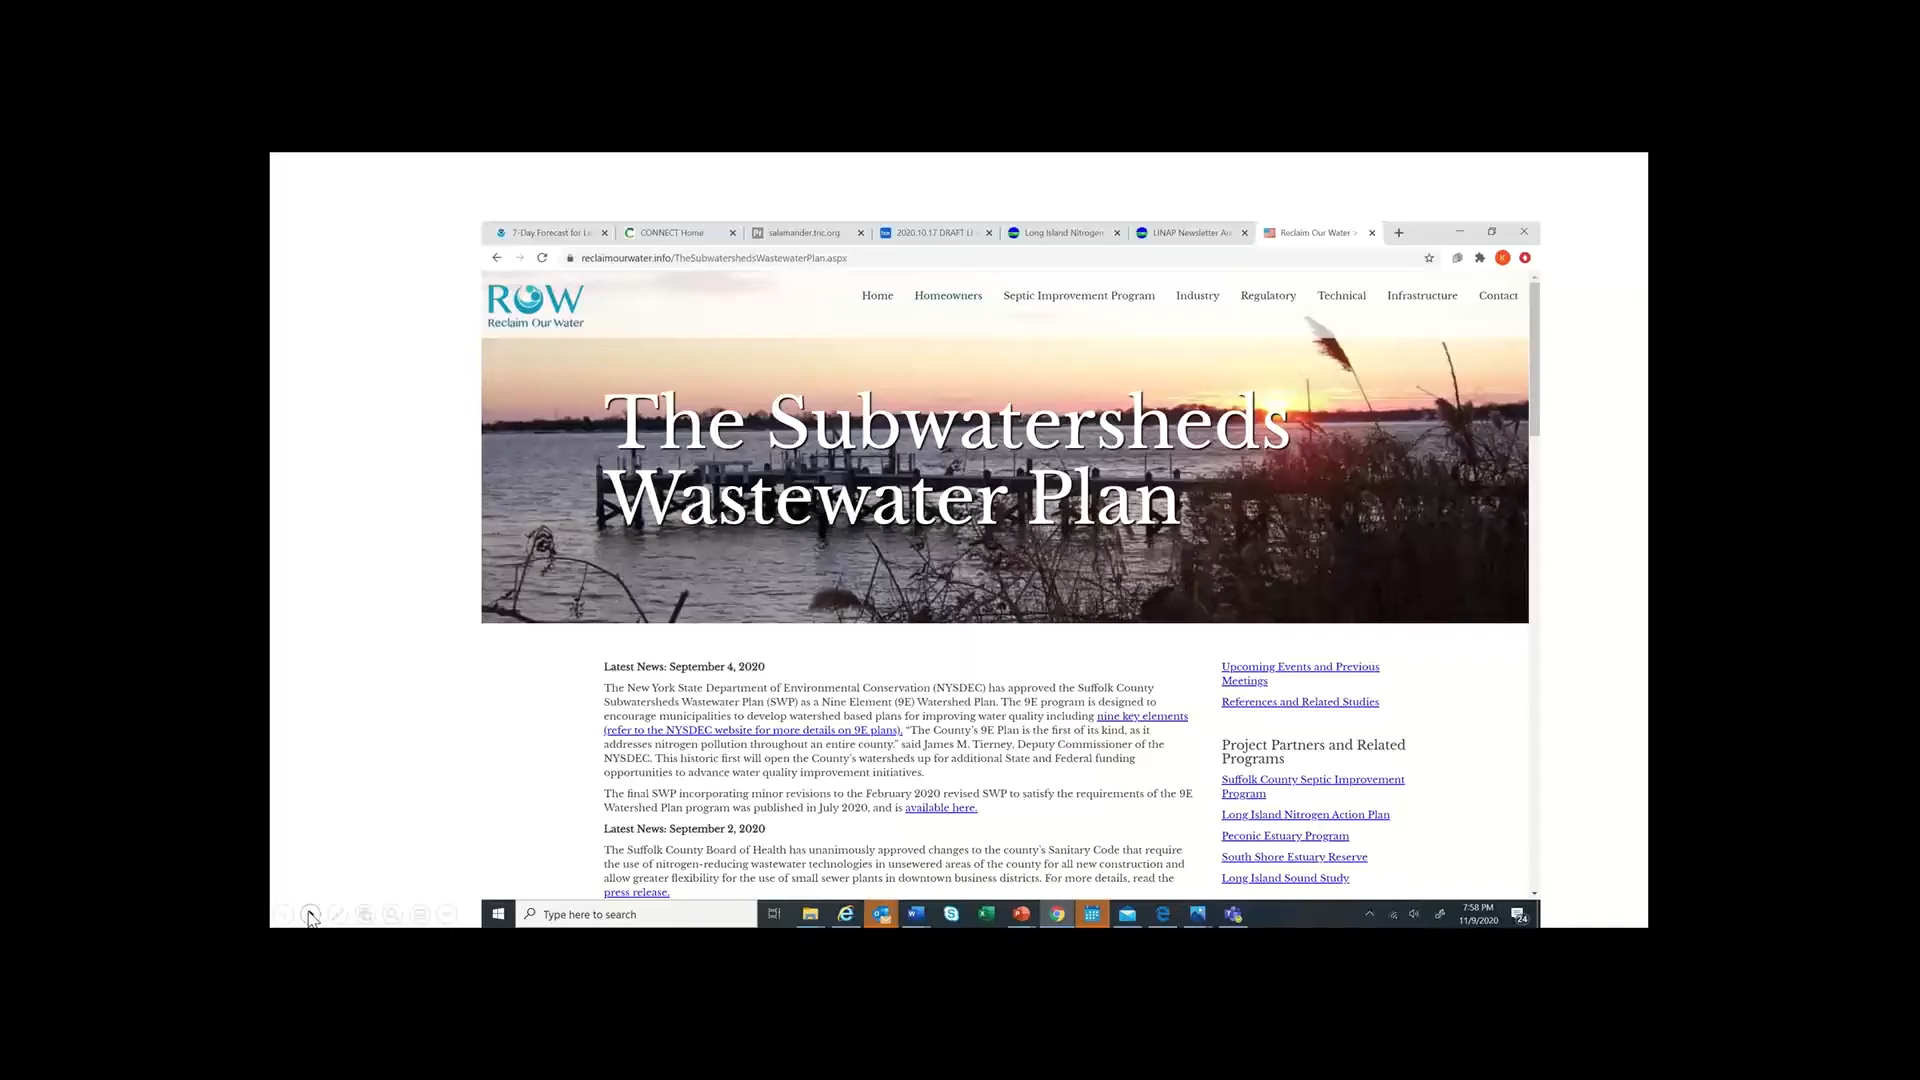 7-Day Forecast for L
CONNECT Home
salamander.tnc.org
2020.10.17 DRAFT LI
Long Island Nitrogen
LINAP Newsletter Ar
Reclaim Our Water >
reclaimourwater.info/TheSubwatershedsWastewaterPlan.aspx
K
ROW
Reclaim Our Water
Home
Homeowners
Septic Improvement Program
Industry
Regulatory
Technical
Infrastructure
Contact
The Subwatersheds
Wastewater Plan
Latest News: September 4, 2020
The New York State Department of Environmental Conservation (NYSDEC) has approved the Suffolk County
Subwatersheds Wastewater Plan (SWP) as a Nine Element (9E) Watershed Plan. The 9E program is designed to
encourage municipalities to develop watershed based plans for improving water quality including nine key elements
(refer to the NYSDEC website for more details on 9E plans). "The County's 9E Plan is the first of its kind, as it
addresses nitrogen pollution throughout an entire county." said James M. Tierney, Deputy Commissioner of the
NYSDEC. This historic first will open the County's watersheds up for additional State and Federal funding
opportunities to advance water quality improvement initiatives.
The final SWP incorporating minor revisions to the February 2020 revised SWP to satisfy the requirements of the 9E
Watershed Plan program was published in July 2020, and is available here.
Latest News: September 2, 2020
The Suffolk County Board of Health has unanimously approved changes to the county's Sanitary Code that require
the use of nitrogen-reducing wastewater technologies in unsewered areas of the county for all new construction and
allow greater flexibility for the use of small sewer plants in downtown business districts. For more details, read the
press release.
Upcoming Events and Previous
Meetings
References and Related Studies
Project Partners and Related
Programs
Suffolk County Septic Improvement
Program
Long Island Nitrogen Action Plan
Peconic Estuary Program
South Shore Estuary Reserve
Long Island Sound Study
Type here to search
7:58 PM
11/9/2020
24